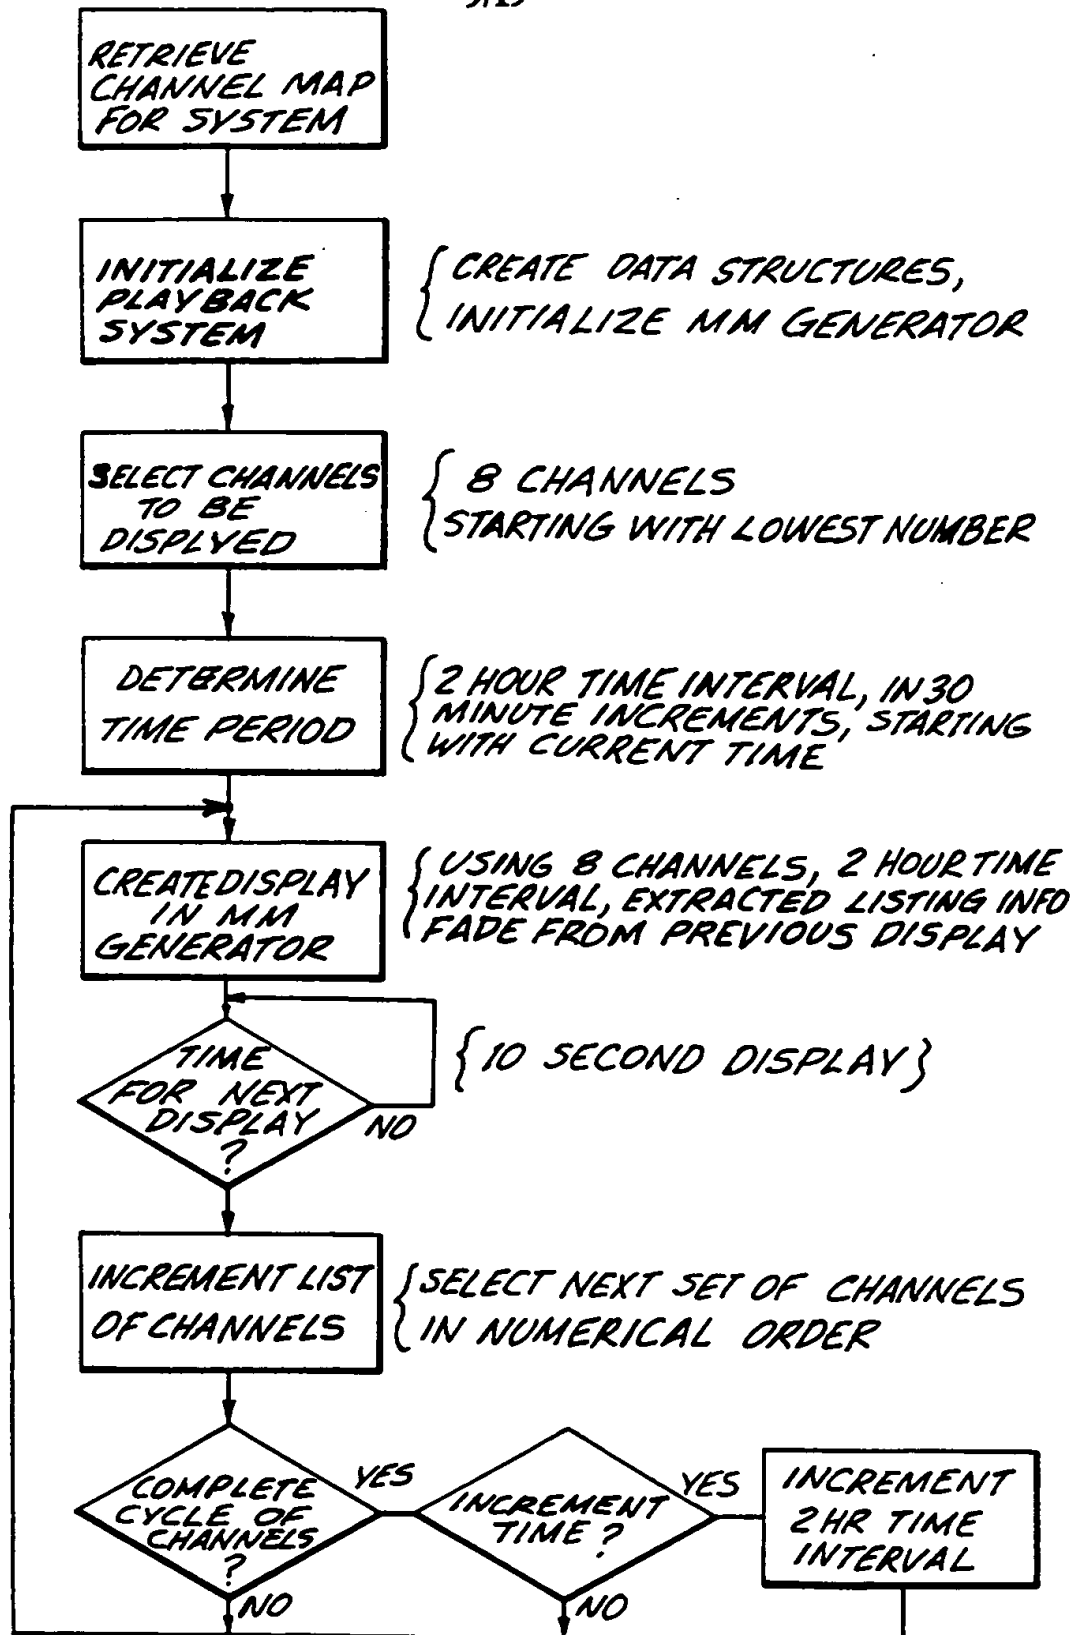 RETRIEVE
CHANNEL MAP
FOR SYSTEM
INITIALIZE
PLAYBACK
SYSTEM
CREATE DATA STRUCTURES,
INITIALIZE MM GENERATOR
SELECT CHANNELS
TO BE
DISPLYED
8 CHANNELS
STARTING WITH LOWEST NUMBER
DETERMINE
TIME PERIOD
2 HOUR TIME INTERVAL, IN 30
MINUTE INCREMENTS, STARTING
WITH CURRENT TIME
CREATE DISPLAY
IN MM
GENERATOR
USING 8 CHANNELS, 2 HOUR TIME
INTERVAL, EXTRACTED LISTING INFO
FADE FROM PREVIOUS DISPLAY
TIME
FOR NEXT
DISPLAY
?
NO
10 SECOND DISPLAY
INCREMENT LIST
OF CHANNELS
SELECT NEXT SET OF CHANNELS
IN NUMERICAL ORDER
COMPLETE
CYCLE OF
CHANNELS
?
YES
NO
INCREMENT
TIME?
YES
NO
INCREMENT
2 HR TIME
INTERVAL